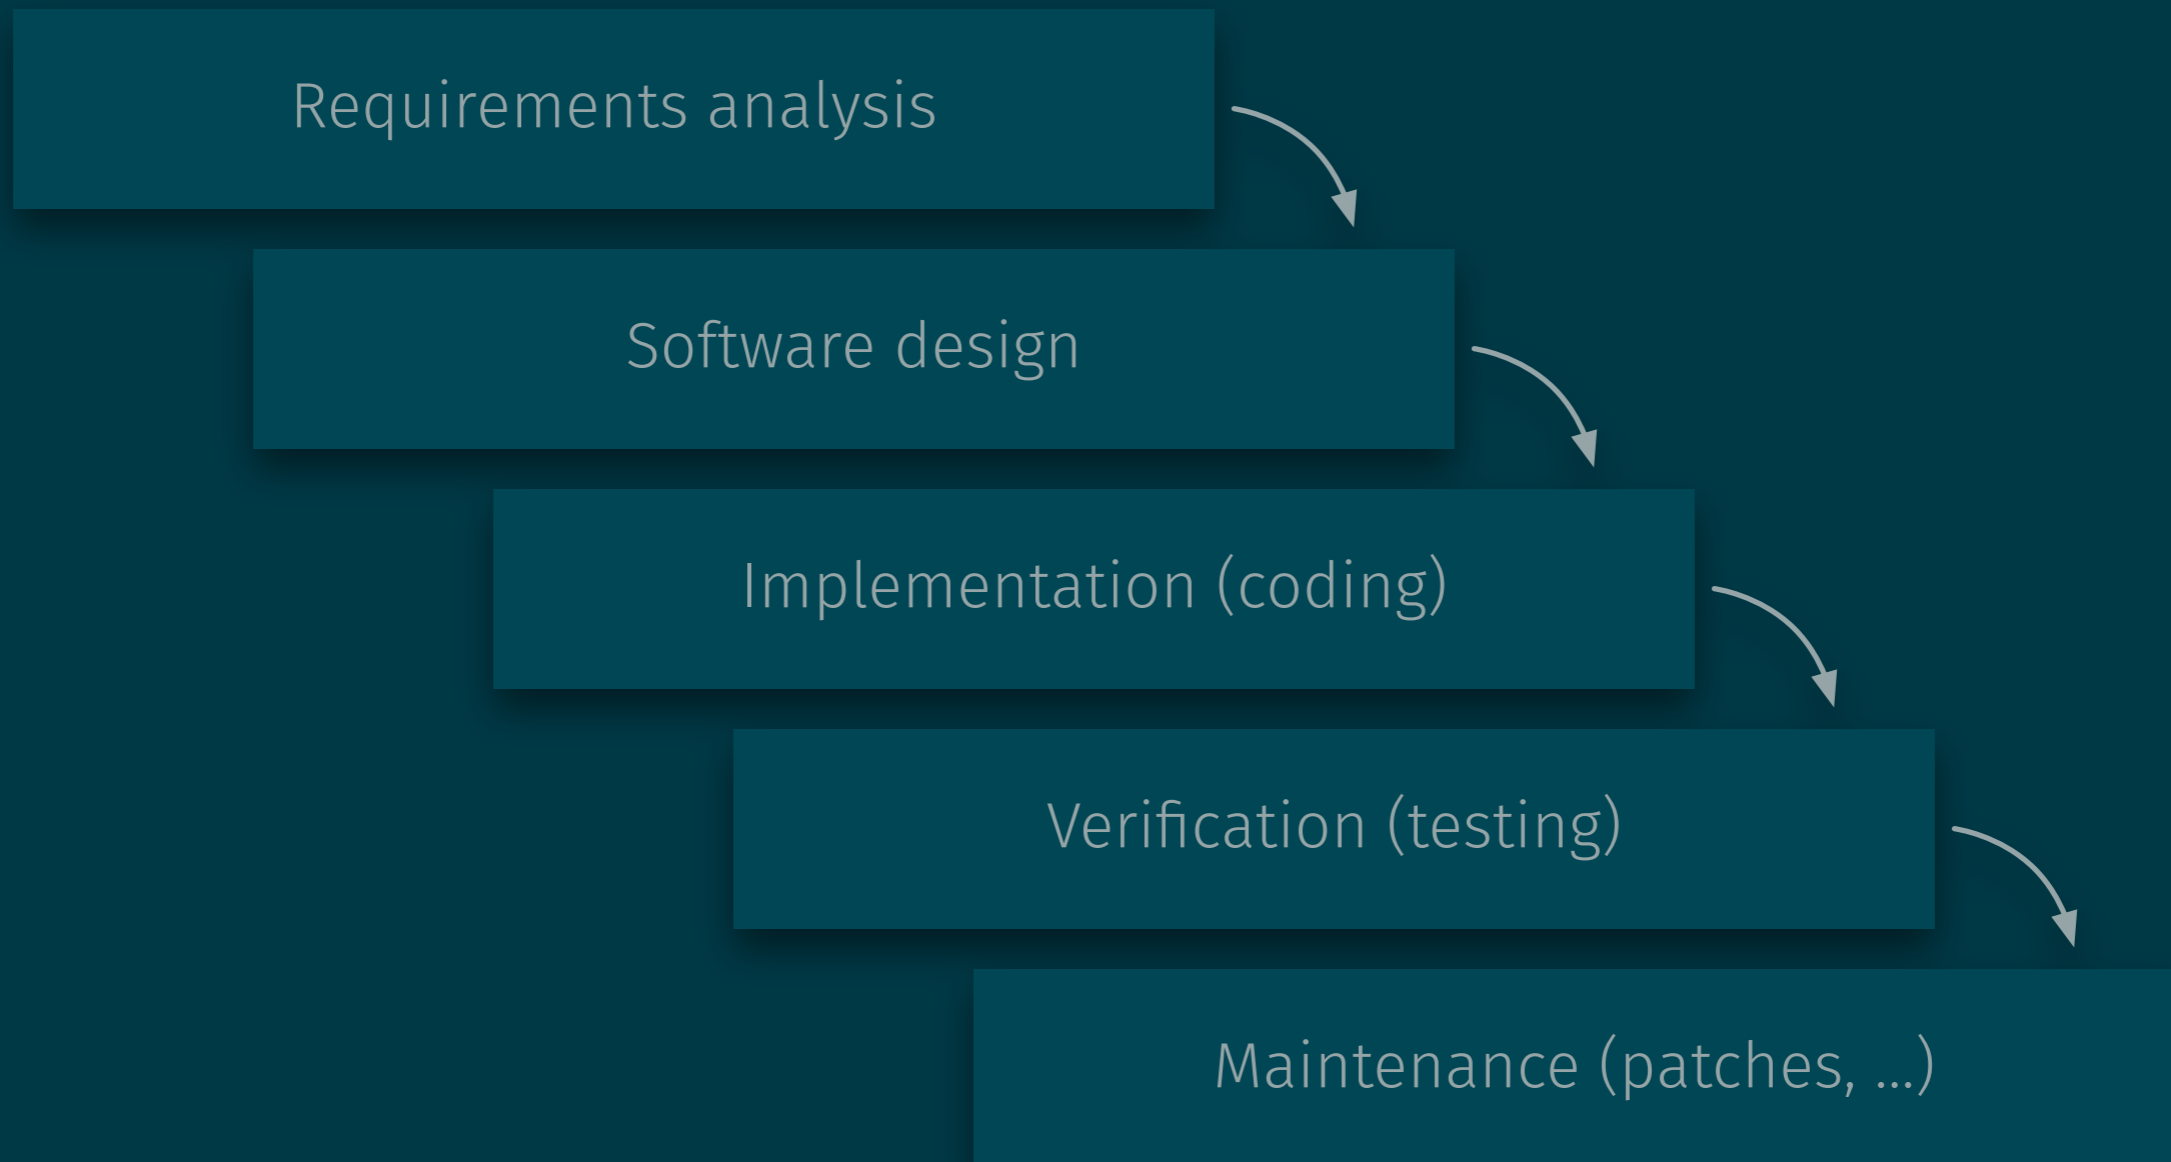 Requirements analysis
Software design
Implementation (coding)
Verification (testing)
Maintenance (patches, ...)